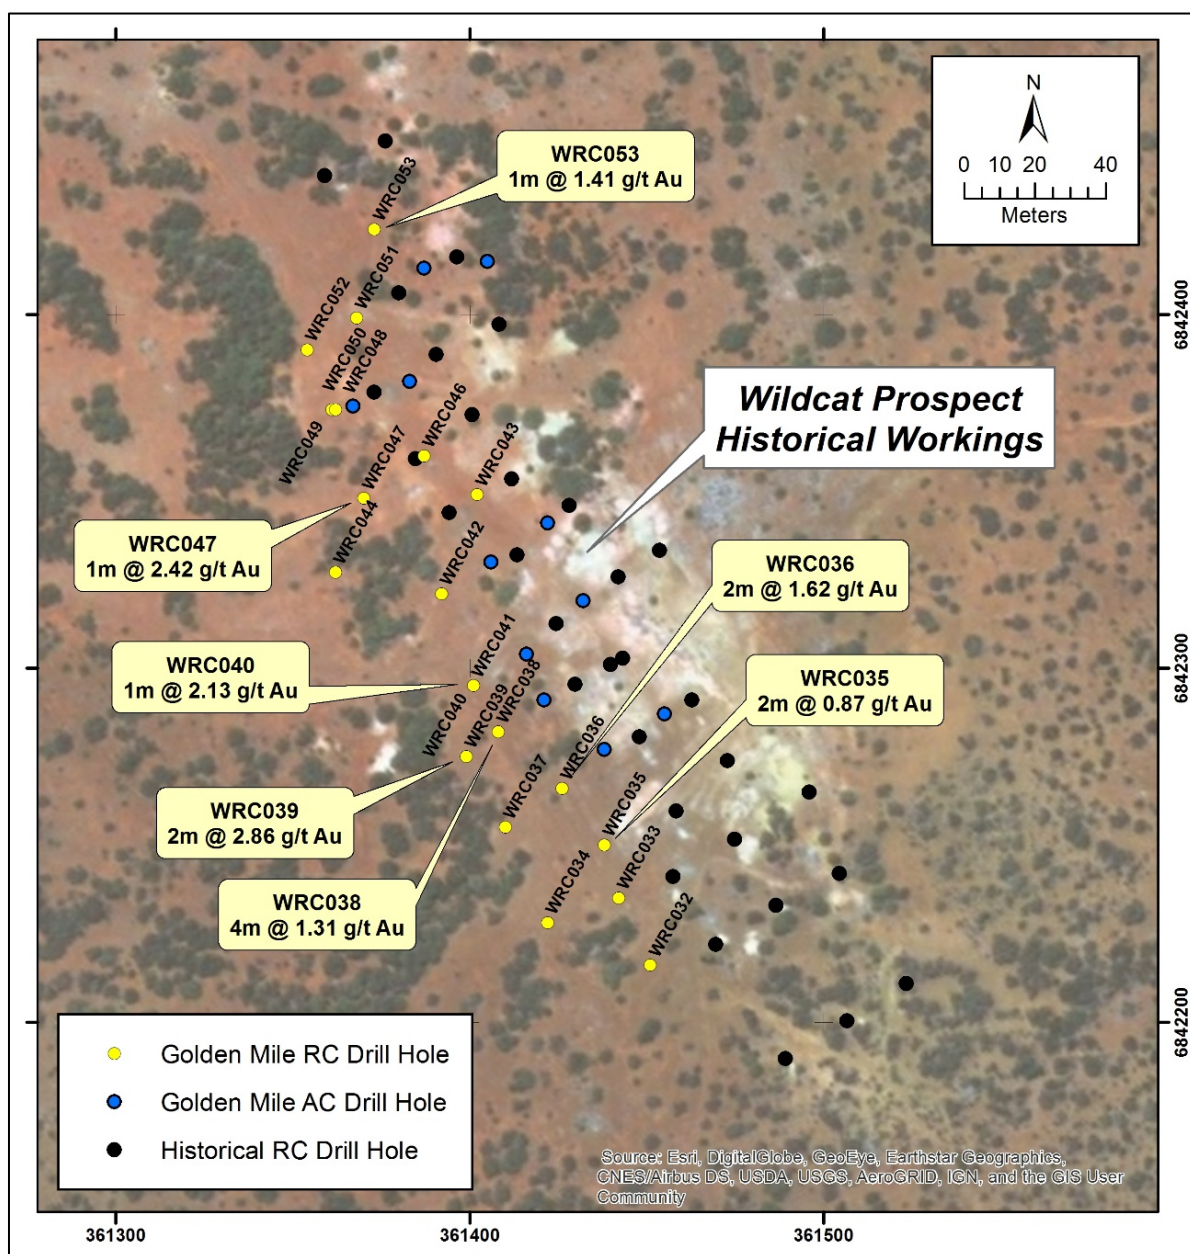 N
0 10 20 40
Meters
WRC053
1m @ 1.41 g/t Au
WRC053
WRC051
WRC052
WRC050
WRC048
6842400
Wildcat Prospect
Historical Workings
WRC046
WRC049
WRC047
WRC043
WRC044
WRC042
WRC047
1m @ 2.42 g/t Au
WRC036
2m @ 1.62 g/t Au
WRC041
WRC040
1m @ 2.13 g/t Au
6842300
WRC035
2m @ 0.87 g/t Au
WRC038
WRC039
WRC040
WRC036
WRC037
WRC035
WRC039
2m @ 2.86 g/t Au
WRC033
WRC034
WRC038
4m @ 1.31 g/t Au
WRC032
6842200
Golden Mile RC Drill Hole
Golden Mile AC Drill Hole
Historical RC Drill Hole
Source: Esri, DigitalGlobe, GeoEye, Earthstar Geographics,
CNES/Airbus DS, USDA, USGS, AeroGRID, IGN, and the GIS User
Community
361300
361400
361500